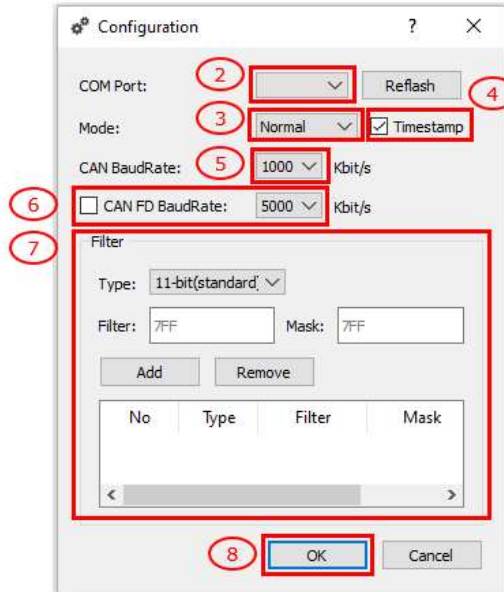 Configuration ? ×
COM Port: 2 Reflash 4
Mode: 3 Normal Timestamp
CAN BaudRate: 5 1000 Kbit/s
6 CAN FD BaudRate: 5000 Kbit/s
7 Filter
Type: 11-bit(standard)
Filter: 7FF Mask: 7FF
Add Remove
No Type Filter Mask
8 OK Cancel